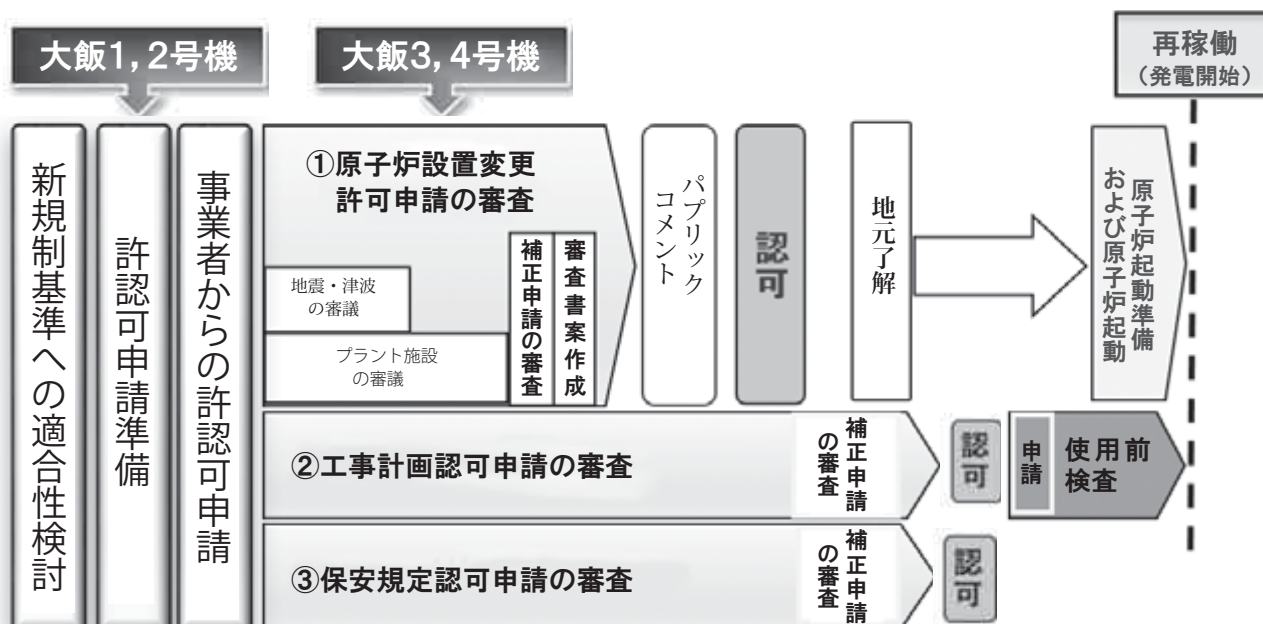 大飯1,2号機
大飯3,4号機
再稼働
（発電開始）
新規制基準への適合性検討
許認可申請準備
事業者からの許認可申請
①原子炉設置変更
許可申請の審査
地震・津波
の審議
プラント施設
の審議
補正申請の審査
審査書案作成
パブリック
コメント
認可
地元了解
原子炉起動準備
および原子炉起動
②工事計画認可申請の審査
補正申請
の審査
認可
申請
使用前
検査
③保安規定認可申請の審査
補正申請
の審査
認可